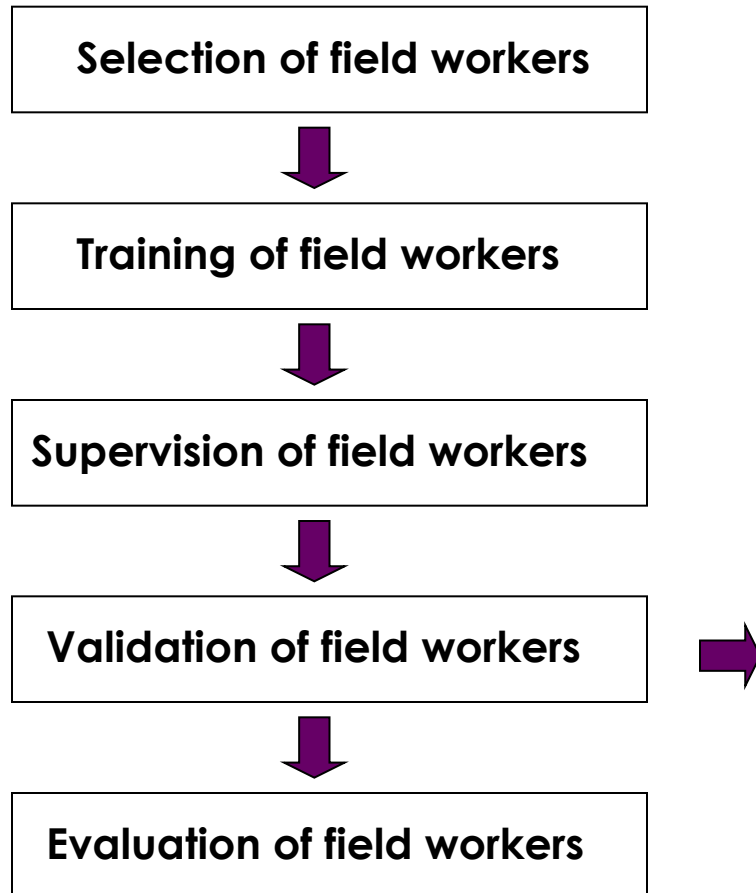 Selection of field workers
Training of field workers
Supervision of field workers
Validation of field workers
Evaluation of field workers